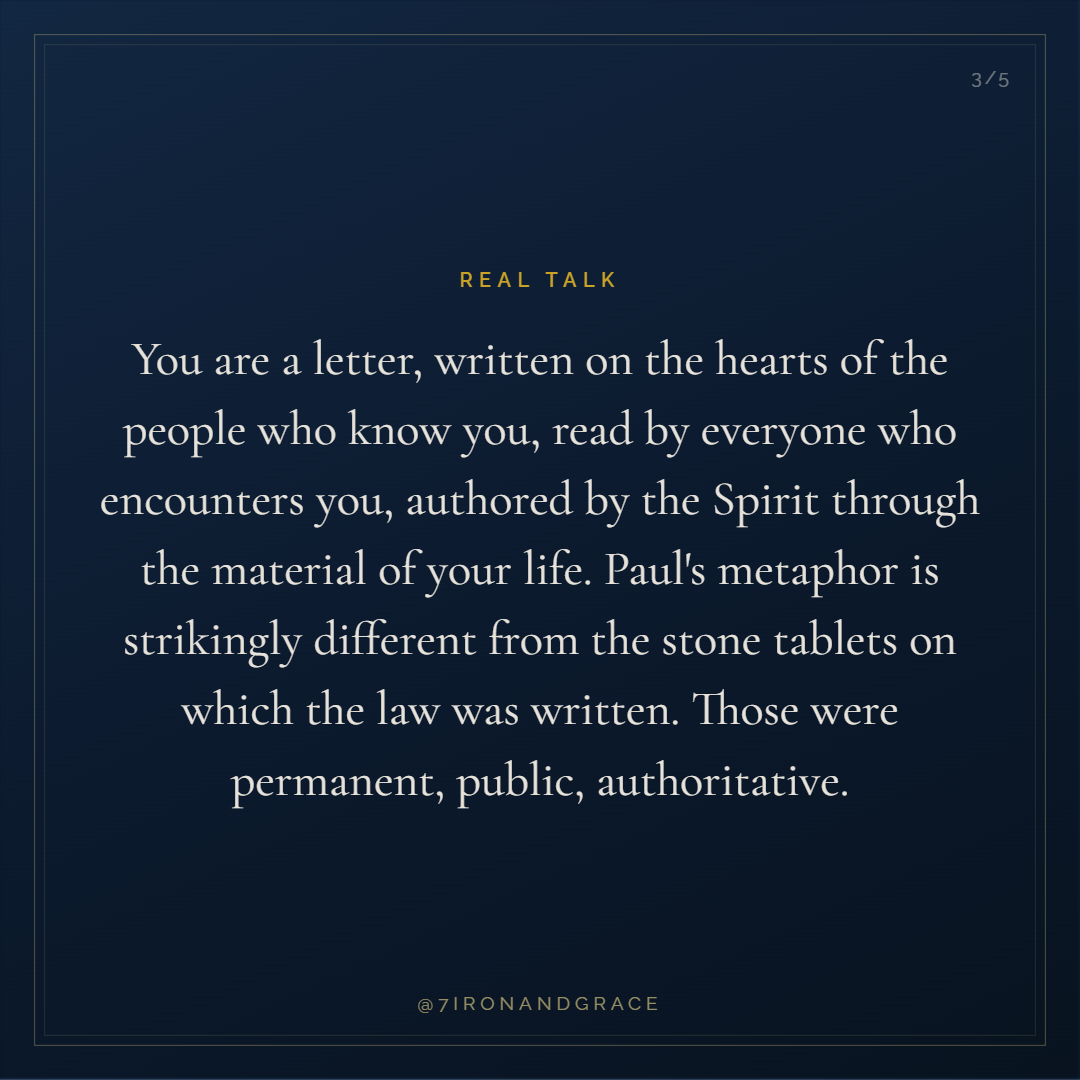 3/5
REAL TALK
You are a letter, written on the hearts of the
people who know you, read by everyone who
encounters you, authored by the Spirit through
the material of your life. Paul's metaphor is
strikingly different from the stone tablets on
which the law was written. Those were
permanent, public, authoritative.
@7IRONANDGRACE